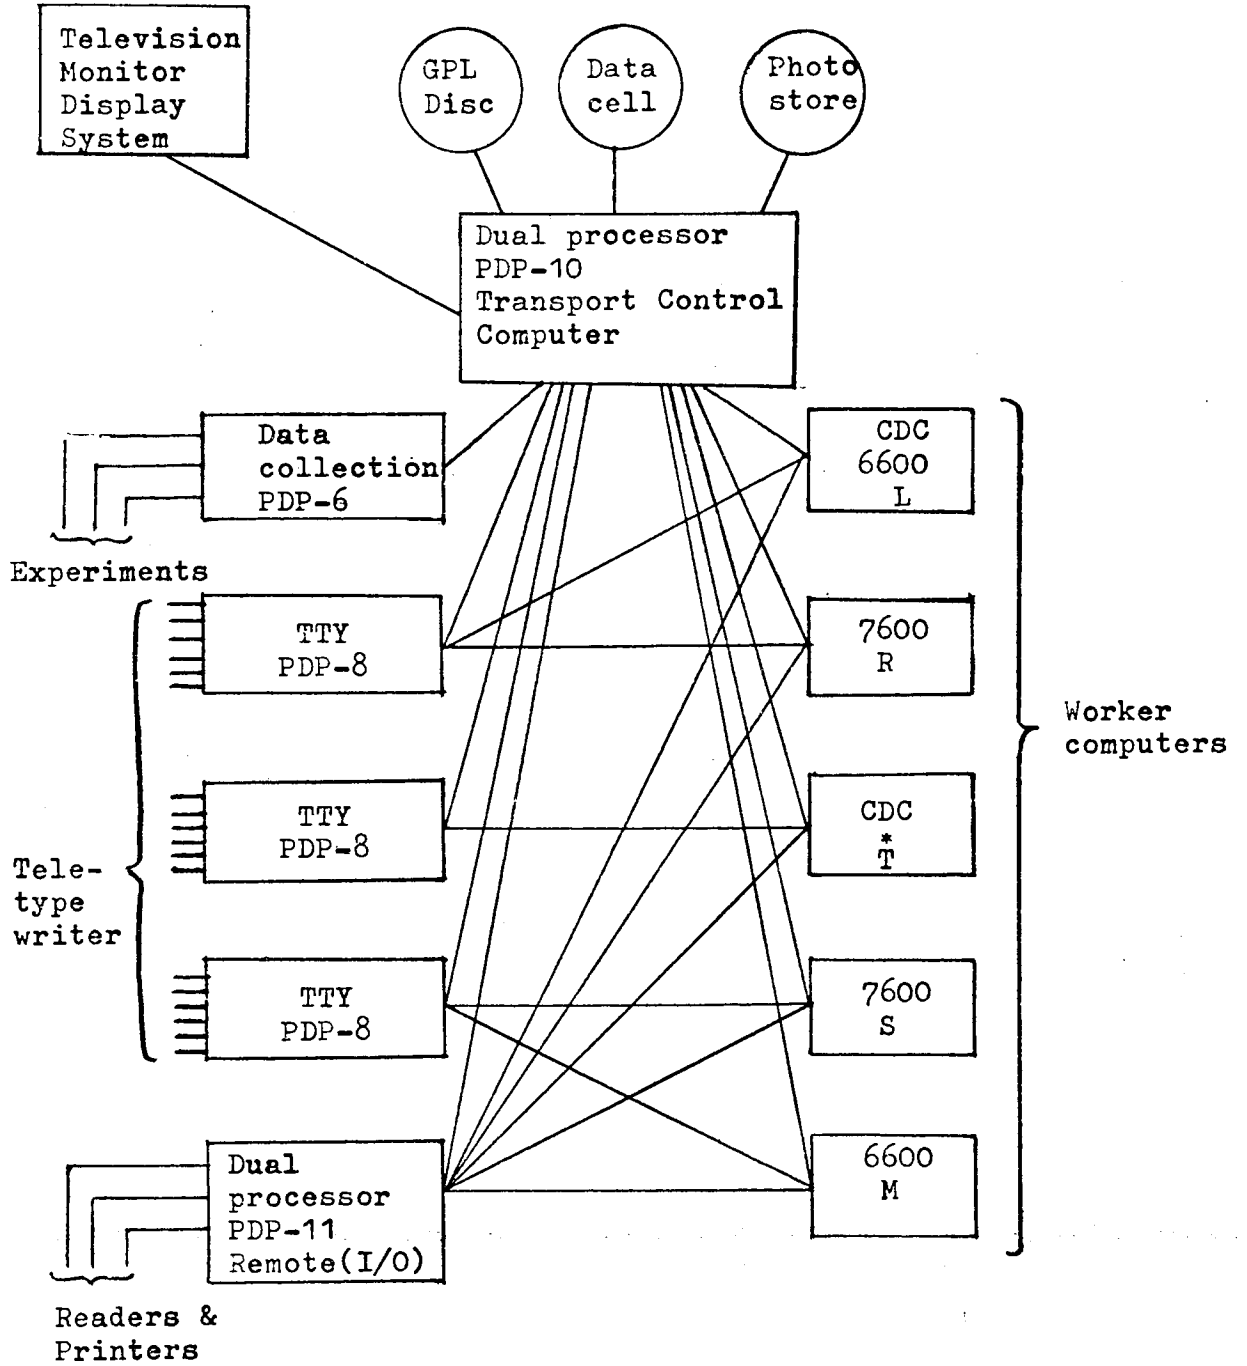 Television
Monitor
Display
System
GPL
Disc
Data
cell
Photo
store
Dual processor
PDP-10
Transport Control
Computer
Data
collection
PDP-6
Experiments
CDC
6600
L
TTY
PDP-8
7600
R
Worker
computers
TTY
PDP-8
CDC
*
T
Tele-
type
writer
TTY
PDP-8
7600
S
Dual
processor
PDP-11
Remote(I/O)
6600
M
Readers &
Printers